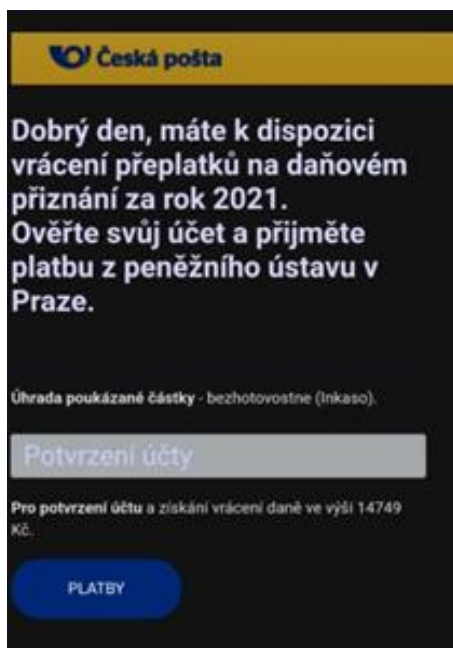 Česká pošta
Dobrý den, máte k dispozici
vrácení přeplatků na daňovém
přiznání za rok 2021.
Ověřte svůj účet a přijměte
platbu z peněžního ústavu v
Praze.
Úhrada poukázané částky - bezhotovostne (Inkaso).
Potvrzení účty
Pro potvrzení účtu a získání vrácení daně ve výši 14749
Kč.
PLATBY